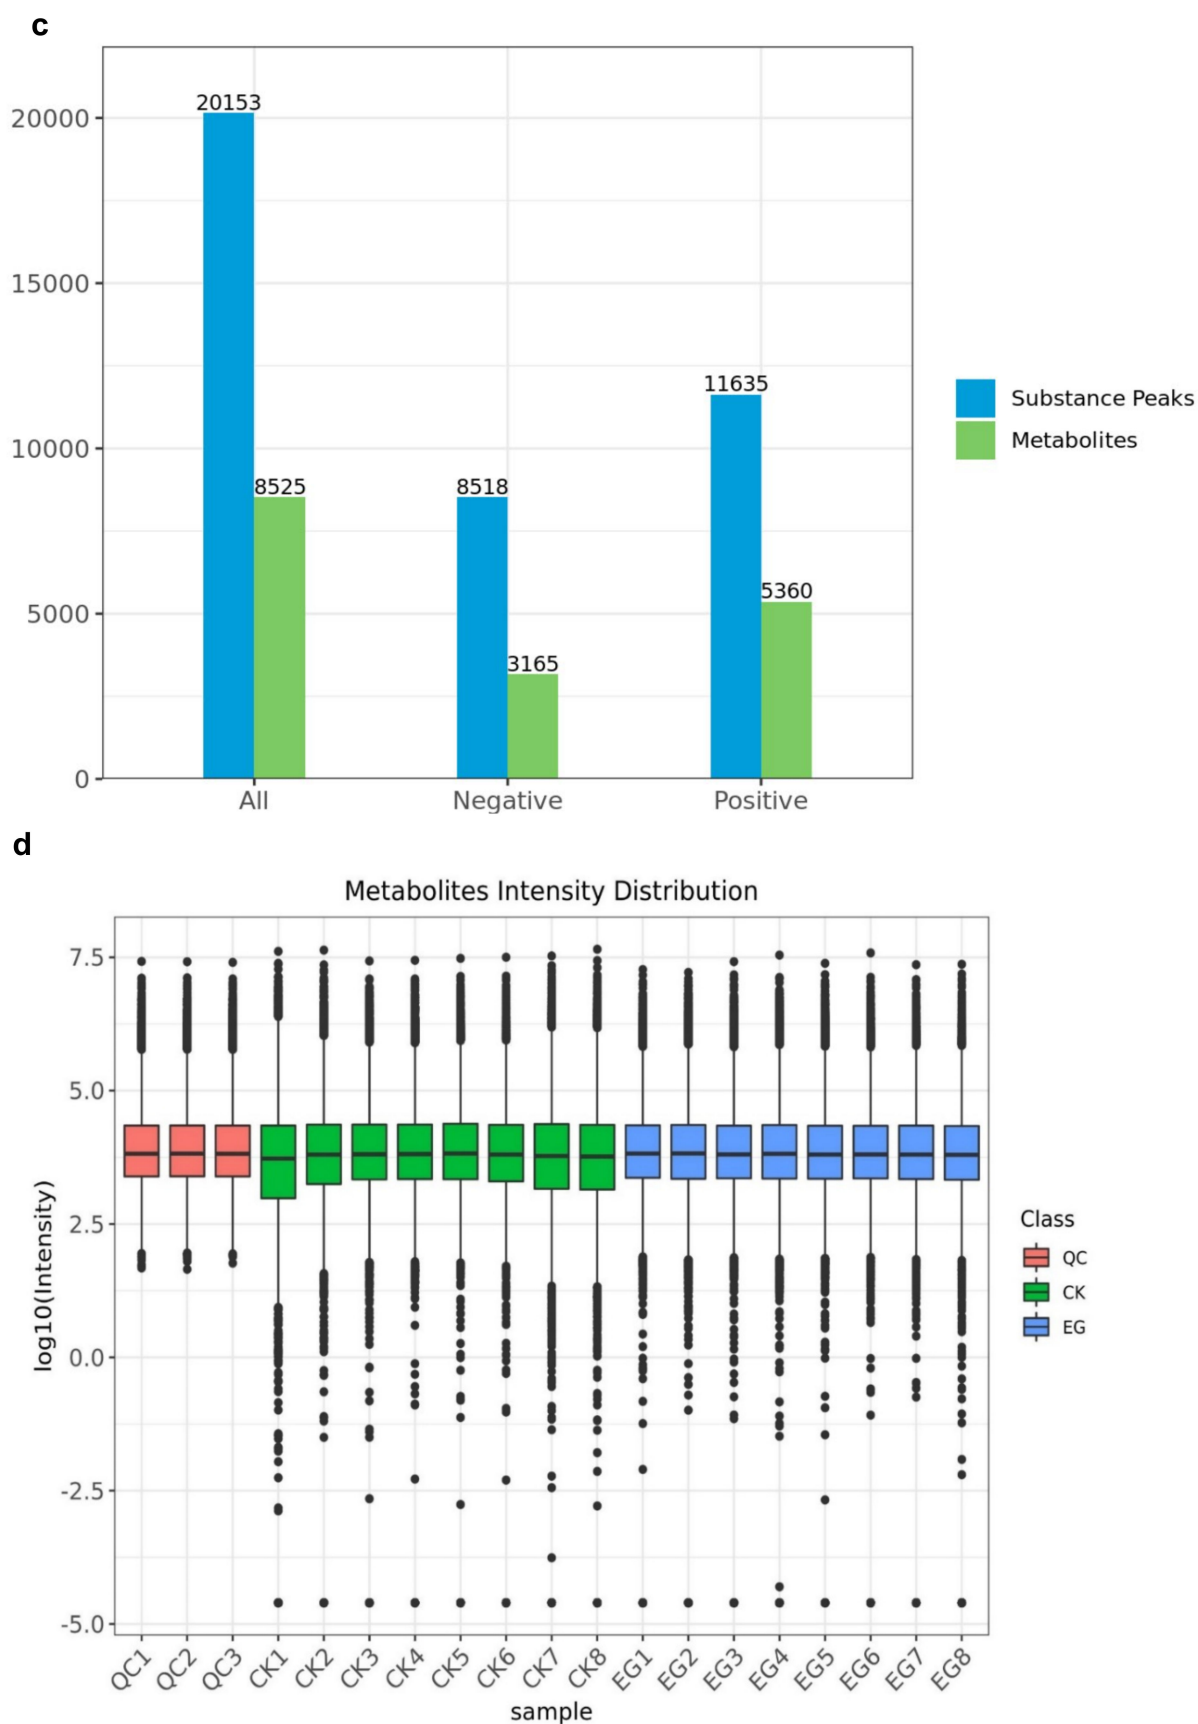 c
20153
20000
15000
11635
Substance Peaks
Metabolites
10000
8525
8518
5360
5000
3165
0
All
Negative
Positive
d
Metabolites Intensity Distribution
7.5
5.0
2.5
0.0
-2.5
-5.0
log10(Intensity)
Class
QC
CK
EG
QC1
QC2
QC3
CK1
CK2
CK3
CK4
CK5
CK6
CK7
CK8
EG1
EG2
EG3
EG4
EG5
EG6
EG7
EG8
sample